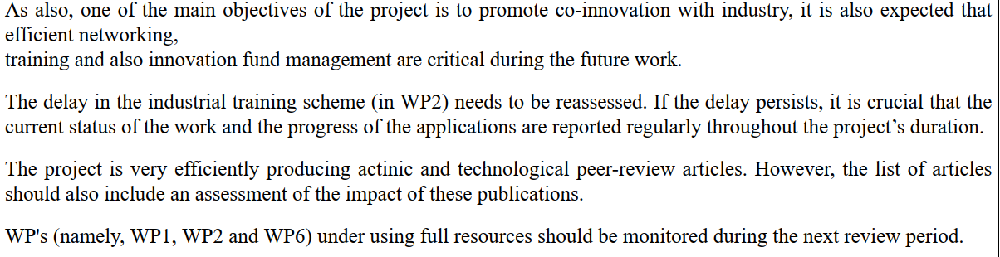 As also, one of the main objectives of the project is to promote co-innovation with industry, it is also expected that
efficient networking,
training and also innovation fund management are critical during the future work.
The delay in the industrial training scheme (in WP2) needs to be reassessed. If the delay persists, it is crucial that the
current status of the work and the progress of the applications are reported regularly throughout the project’s duration.
The project is very efficiently producing actinic and technological peer-review articles. However, the list of articles
should also include an assessment of the impact of these publications.
WP's (namely, WP1, WP2 and WP6) under using full resources should be monitored during the next review period.